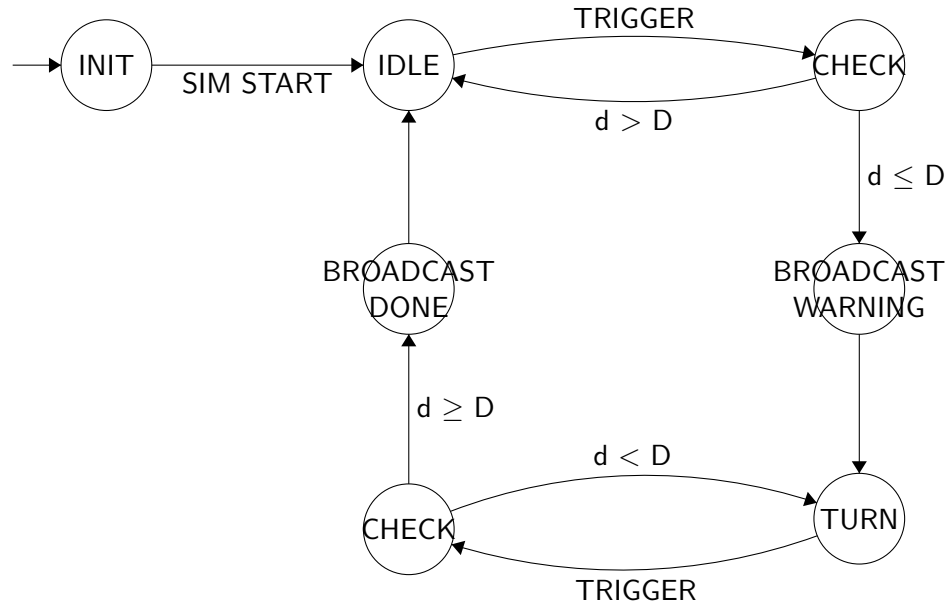 TRIGGER
INIT
SIM START
IDLE
CHECK
d > D
d ≤ D
BROADCAST
DONE
BROADCAST
WARNING
d ≥ D
d < D
CHECK
TURN
TRIGGER